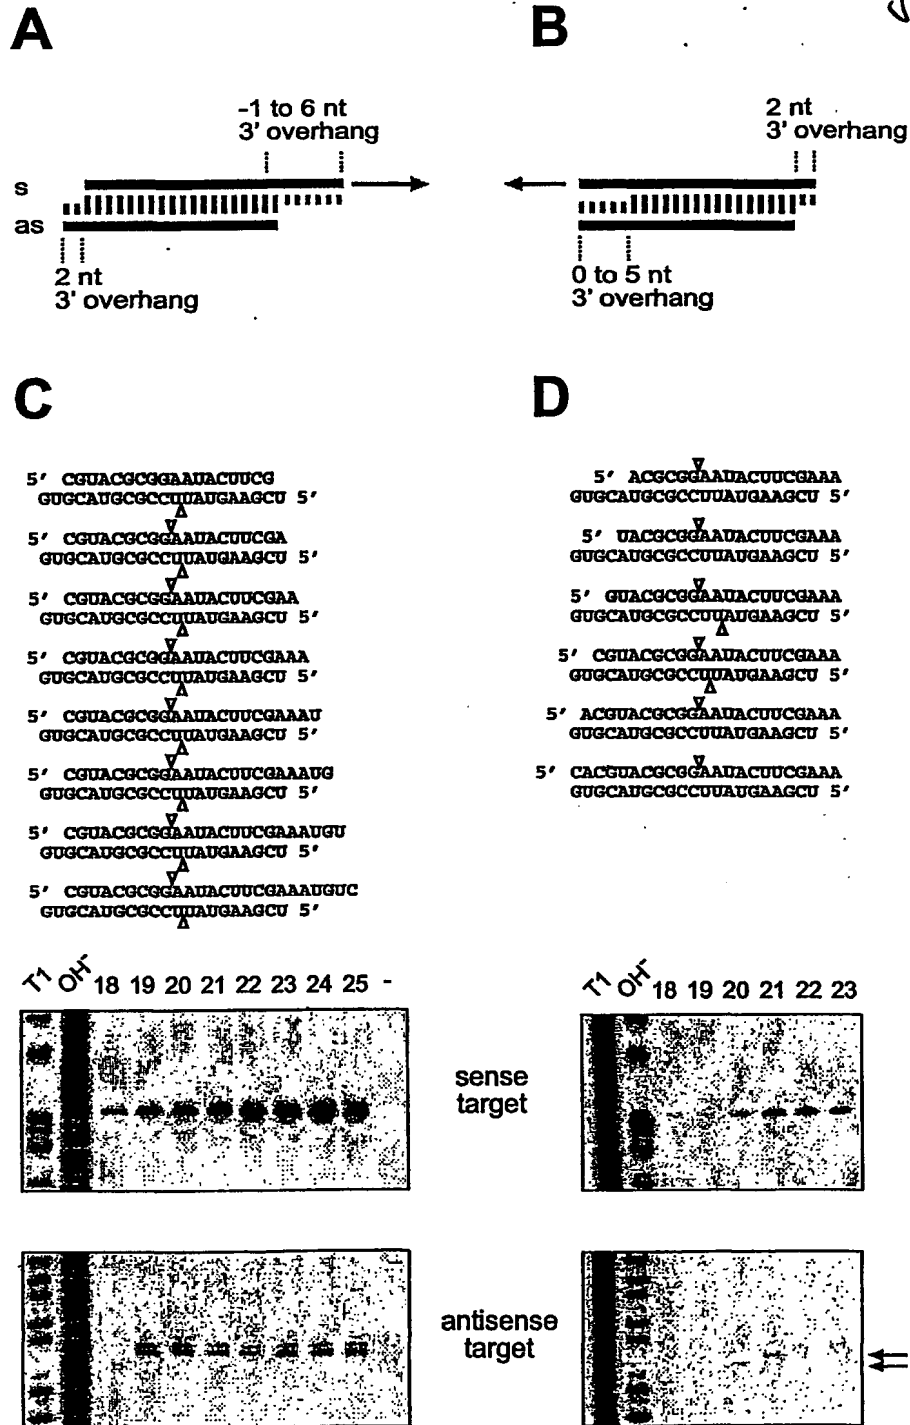 A
B
-1 to 6 nt
3' overhang
s
as
2 nt
3' overhang
2 nt
3' overhang
0 to 5 nt
3' overhang
C
5' CGUACGCGGAAUACUUCG
GUGCAUGCGCCUUAUGAAGCU 5'
5' CGUACGCGGAAUACUUCGA
GUGCAUGCGCCUUAUGAAGCU 5'
5' CGUACGCGGAAUACUUCGAA
GUGCAUGCGCCUUAUGAAGCU 5'
5' CGUACGCGGAAUACUUCGAAA
GUGCAUGCGCCUUAUGAAGCU 5'
5' CGUACGCGGAAUACUUCGAAAU
GUGCAUGCGCCUUAUGAAGCU 5'
5' CGUACGCGGAAUACUUCGAAAUG
GUGCAUGCGCCUUAUGAAGCU 5'
5' CGUACGCGGAAUACUUCGAAAUGU
GUGCAUGCGCCUUAUGAAGCU 5'
5' CGUACGCGGAAUACUUCGAAAUGUC
GUGCAUGCGCCUUAUGAAGCU 5'
D
5' ACGCGGAAUACUUCGAAA
GUGCAUGCGCCUUAUGAAGCU 5'
5' UACGCGGAAUACUUCGAAA
GUGCAUGCGCCUUAUGAAGCU 5'
5' GUACGCGGAAUACUUCGAAA
GUGCAUGCGCCUUAUGAAGCU 5'
5' CGUACGCGGAAUACUUCGAAA
GUGCAUGCGCCUUAUGAAGCU 5'
5' ACGUACGCGGAAUACUUCGAAA
GUGCAUGCGCCUUAUGAAGCU 5'
5' CACGUACGCGGAAUACUUCGAAA
GUGCAUGCGCCUUAUGAAGCU 5'
T1 OH- 18 19 20 21 22 23 24 25 -
T1 OH- 18 19 20 21 22 23
sense
target
antisense
target